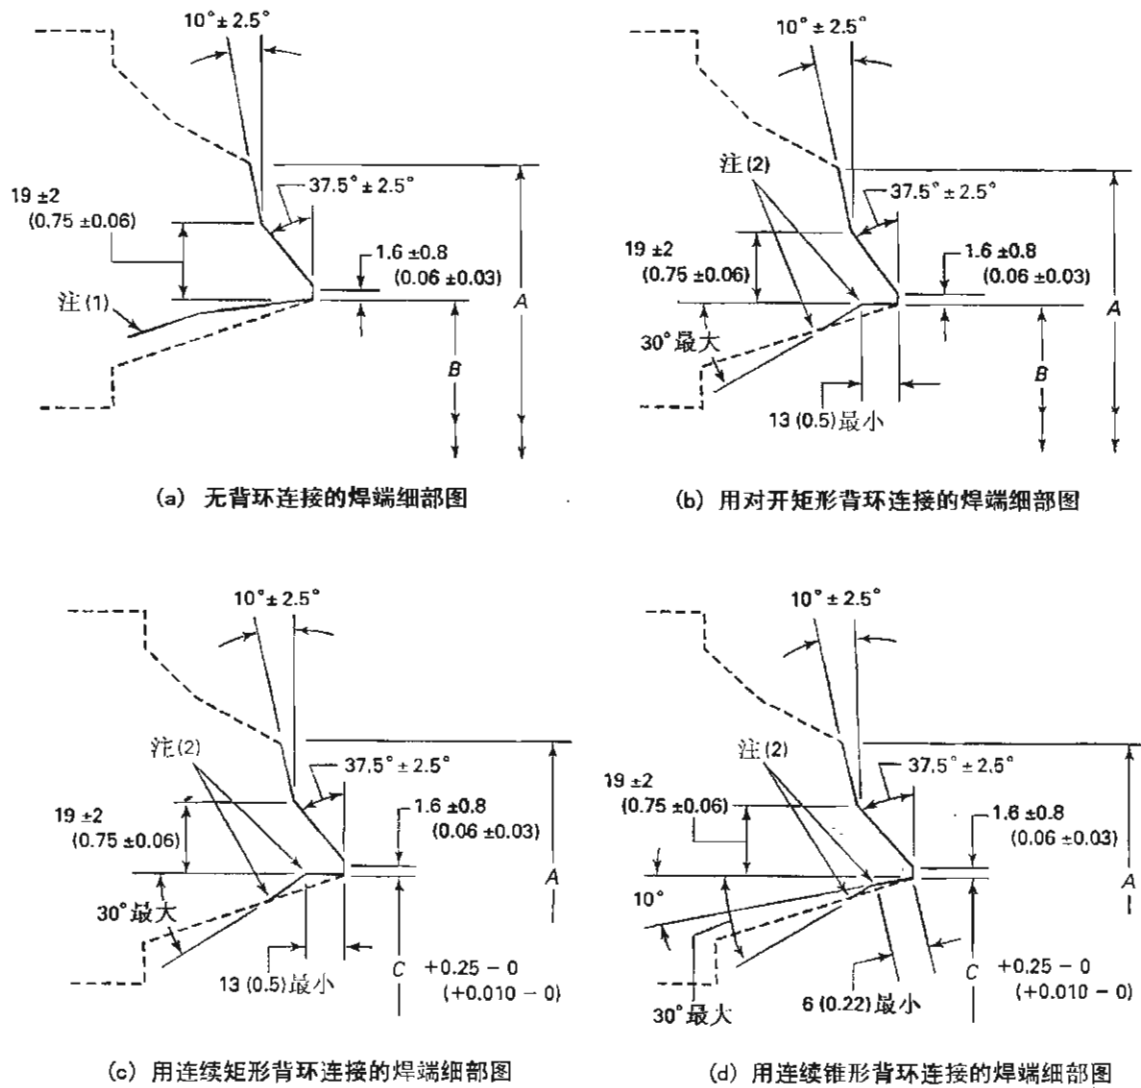 10° ± 2.5°
37.5° ± 2.5°
19 ±2
(0.75 ±0.06)
1.6 ±0.8
(0.06 ±0.03)
注(1)
A
B
(a) 无背环连接的焊端细部图
10° ± 2.5°
注(2)
37.5° ± 2.5°
19 ±2
(0.75 ±0.06)
1.6 ±0.8
(0.06 ±0.03)
30°最大
A
B
13 (0.5)最小
(b) 用对开矩形背环连接的焊端细部图
10° ± 2.5°
注(2)
37.5° ± 2.5°
19 ±2
(0.75 ±0.06)
1.6 ±0.8
(0.06 ±0.03)
A
30°最大
13 (0.5)最小
C +0.25 − 0
(+0.010 − 0)
(c) 用连续矩形背环连接的焊端细部图
10° ± 2.5°
注(2)
37.5° ± 2.5°
19 ±2
(0.75 ±0.06)
1.6 ±0.8
(0.06 ±0.03)
A
10°
C +0.25 − 0
(+0.010 − 0)
6 (0.22)最小
30°最大
(d) 用连续锥形背环连接的焊端细部图